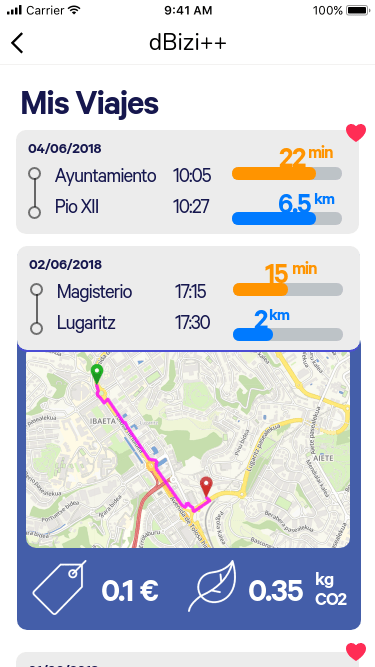 Carrier 9:41 AM 100%
dBizi++
Mis Viajes
04/06/2018
22 min
Ayuntamiento 10:05
Pio XII 10:27
6.5 km
02/06/2018
15 min
Magisterio 17:15
Lugaritz 17:30
2 km
IBAETA
AIETE
Lugaritz pasealekua
0.1 €
0.35 kg
CO2